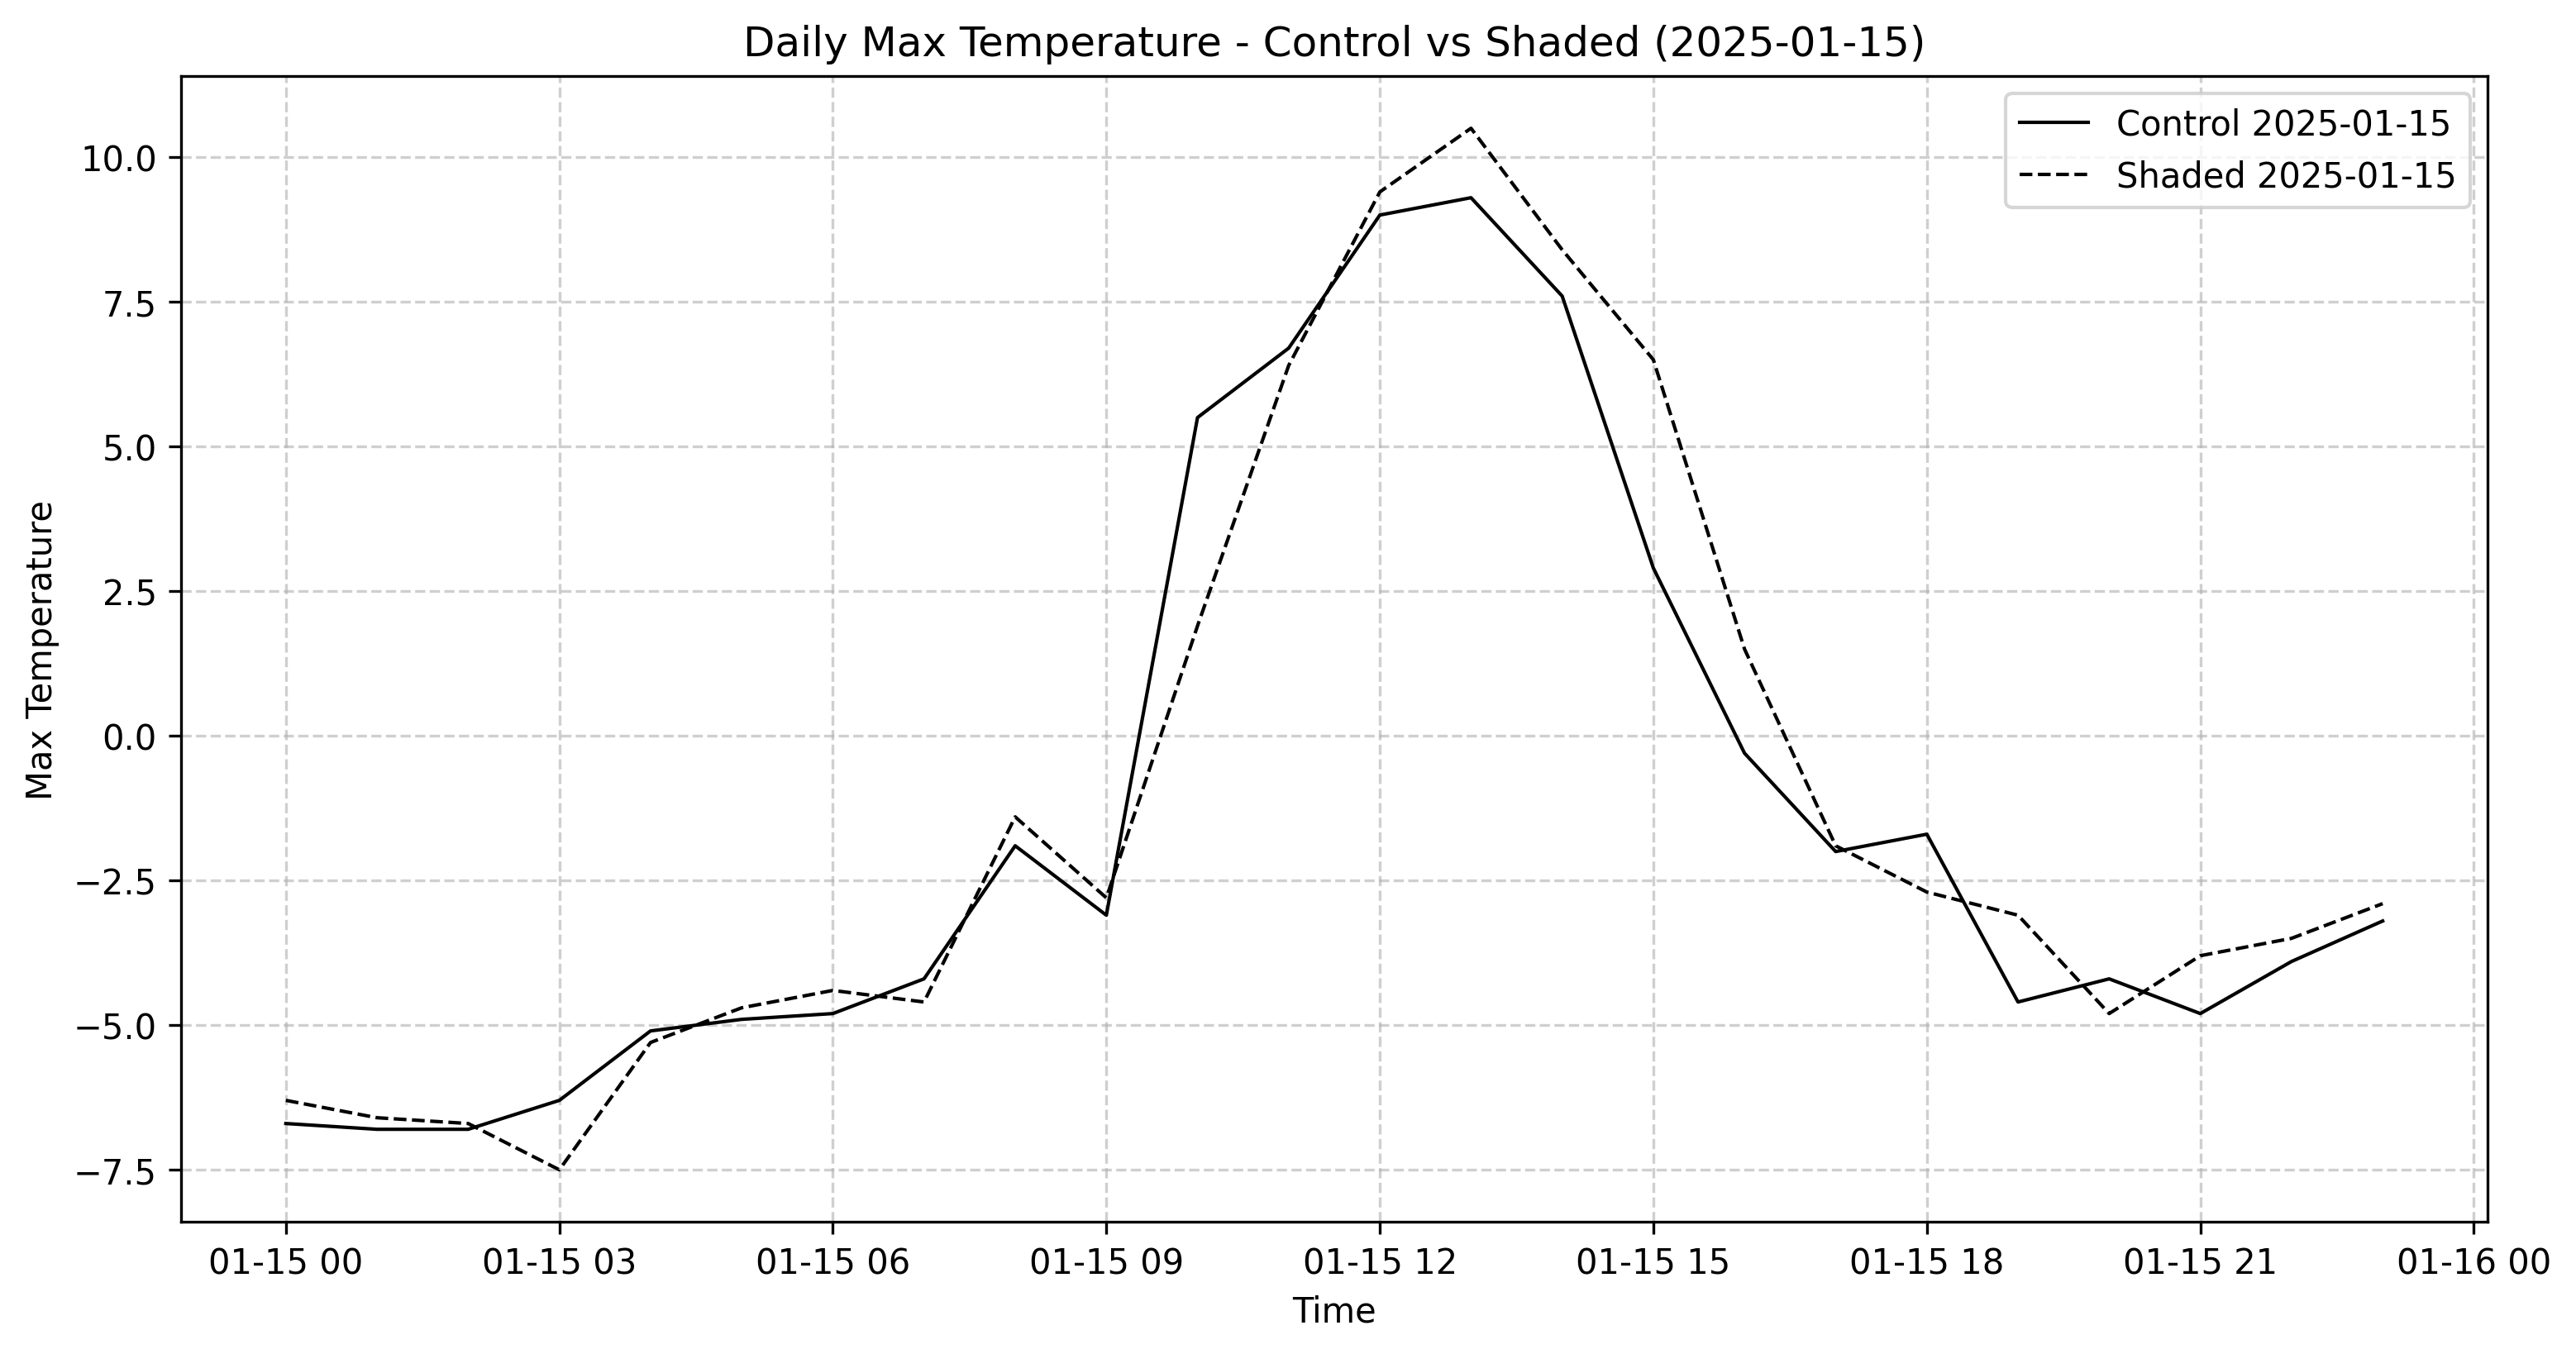 Daily Max Temperature - Control vs Shaded (2025-01-15)
Control 2025-01-15
Shaded 2025-01-15
Max Temperature
10.0
7.5
5.0
2.5
0.0
−2.5
−5.0
−7.5
01-15 00 01-15 03 01-15 06 01-15 09 01-15 12 01-15 15 01-15 18 01-15 21 01-16 00
Time